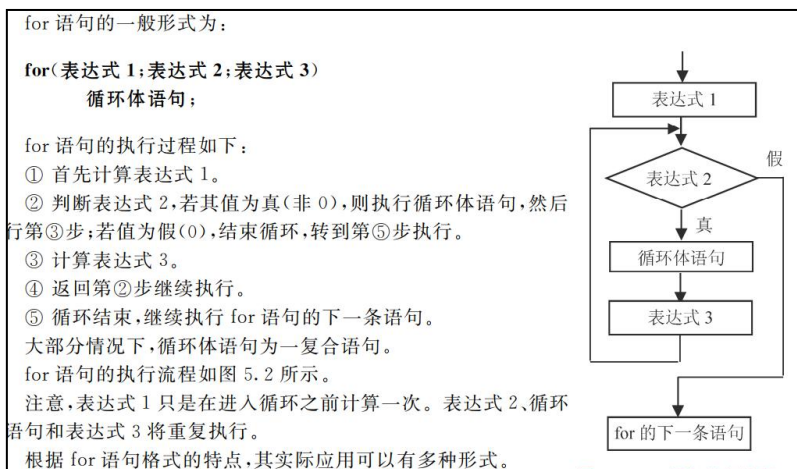 for 语句的一般形式为:
for(表达式 1;表达式 2;表达式 3)
循环体语句;
for 语句的执行过程如下:
① 首先计算表达式 1。
② 判断表达式 2,若其值为真(非 0),则执行循环体语句,然后
行第③步;若值为假(0),结束循环,转到第⑤步执行。
③ 计算表达式 3。
④ 返回第②步继续执行。
⑤ 循环结束,继续执行 for 语句的下一条语句。
大部分情况下,循环体语句为一复合语句。
for 语句的执行流程如图 5.2 所示。
注意,表达式 1 只是在进入循环之前计算一次。表达式 2、循环
语句和表达式 3 将重复执行。
根据 for 语句格式的特点,其实际应用可以有多种形式。
表达式 1
表达式 2
假
真
循环体语句
表达式 3
for 的下一条语句